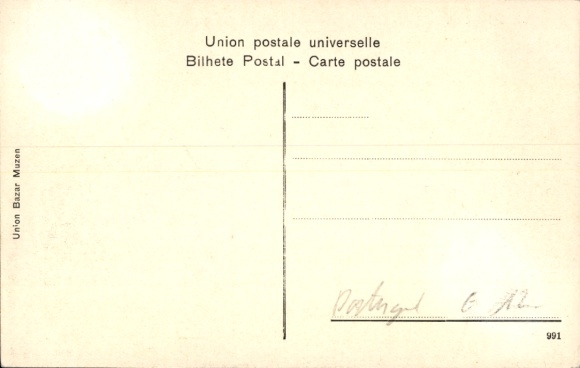 Union postale universelle
Bilhete Postal - Carte postale
Union Bazar Muzen
Portugal
991